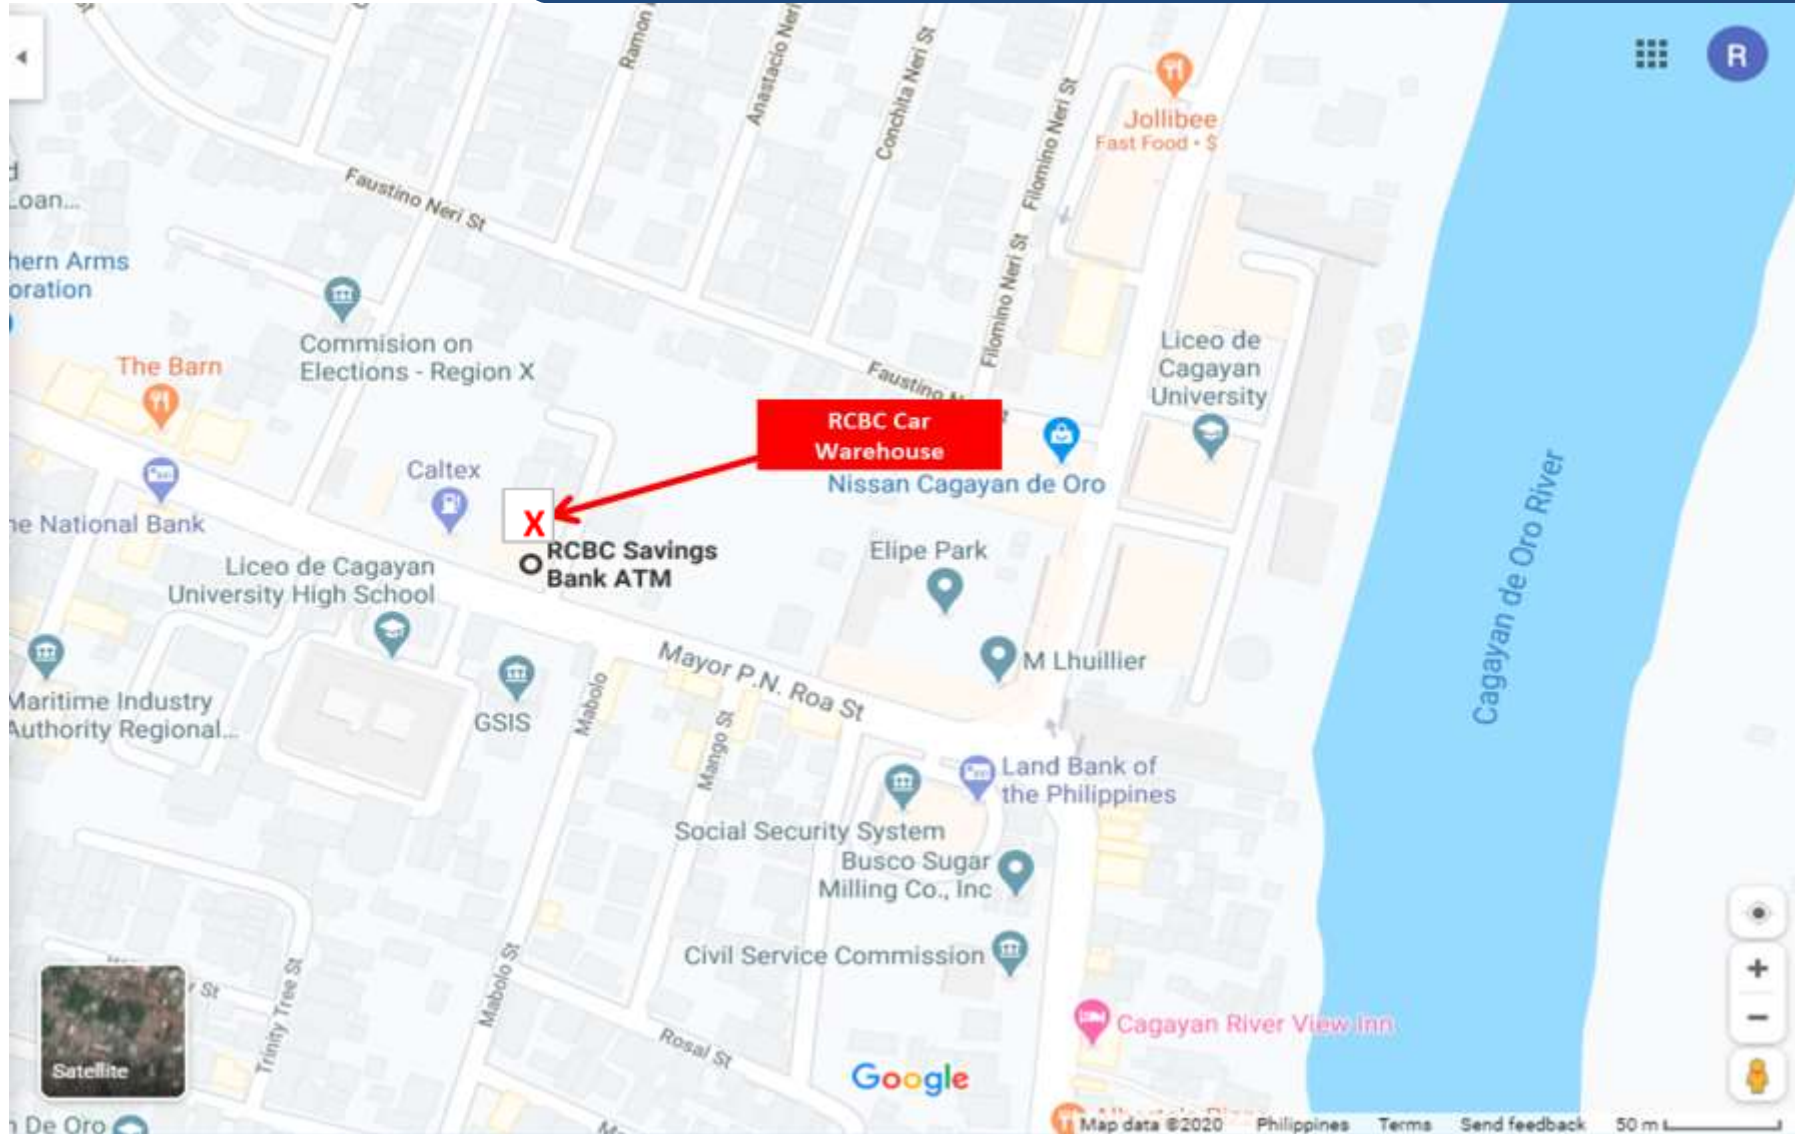 Ramon
Anastacio Neri
Conchita Neri St
Filomino Neri St
Jollibee
Fast Food • $
R
Faustino Neri St
Loan...
hern Arms
oration
Commision on
Elections - Region X
The Barn
Filomino Neri St
Liceo de
Cagayan
University
Faustino
RCBC Car
Warehouse
Nissan Cagayan de Oro
Caltex
X
RCBC Savings
Bank ATM
ne National Bank
Liceo de Cagayan
University High School
Elipe Park
M Lhuillier
Cagayan de Oro River
Mayor P.N. Roa St
Maritime Industry
Authority Regional...
GSIS
Mabolo
Mango St
Land Bank of
the Philippines
Social Security System
Busco Sugar
Milling Co., Inc
Civil Service Commission
Mabolo St
Trinity Tree St
St
Rosal St
Cagayan River View Inn
Satellite
Google
De Oro
Map data ©2020 Philippines Terms Send feedback 50 m